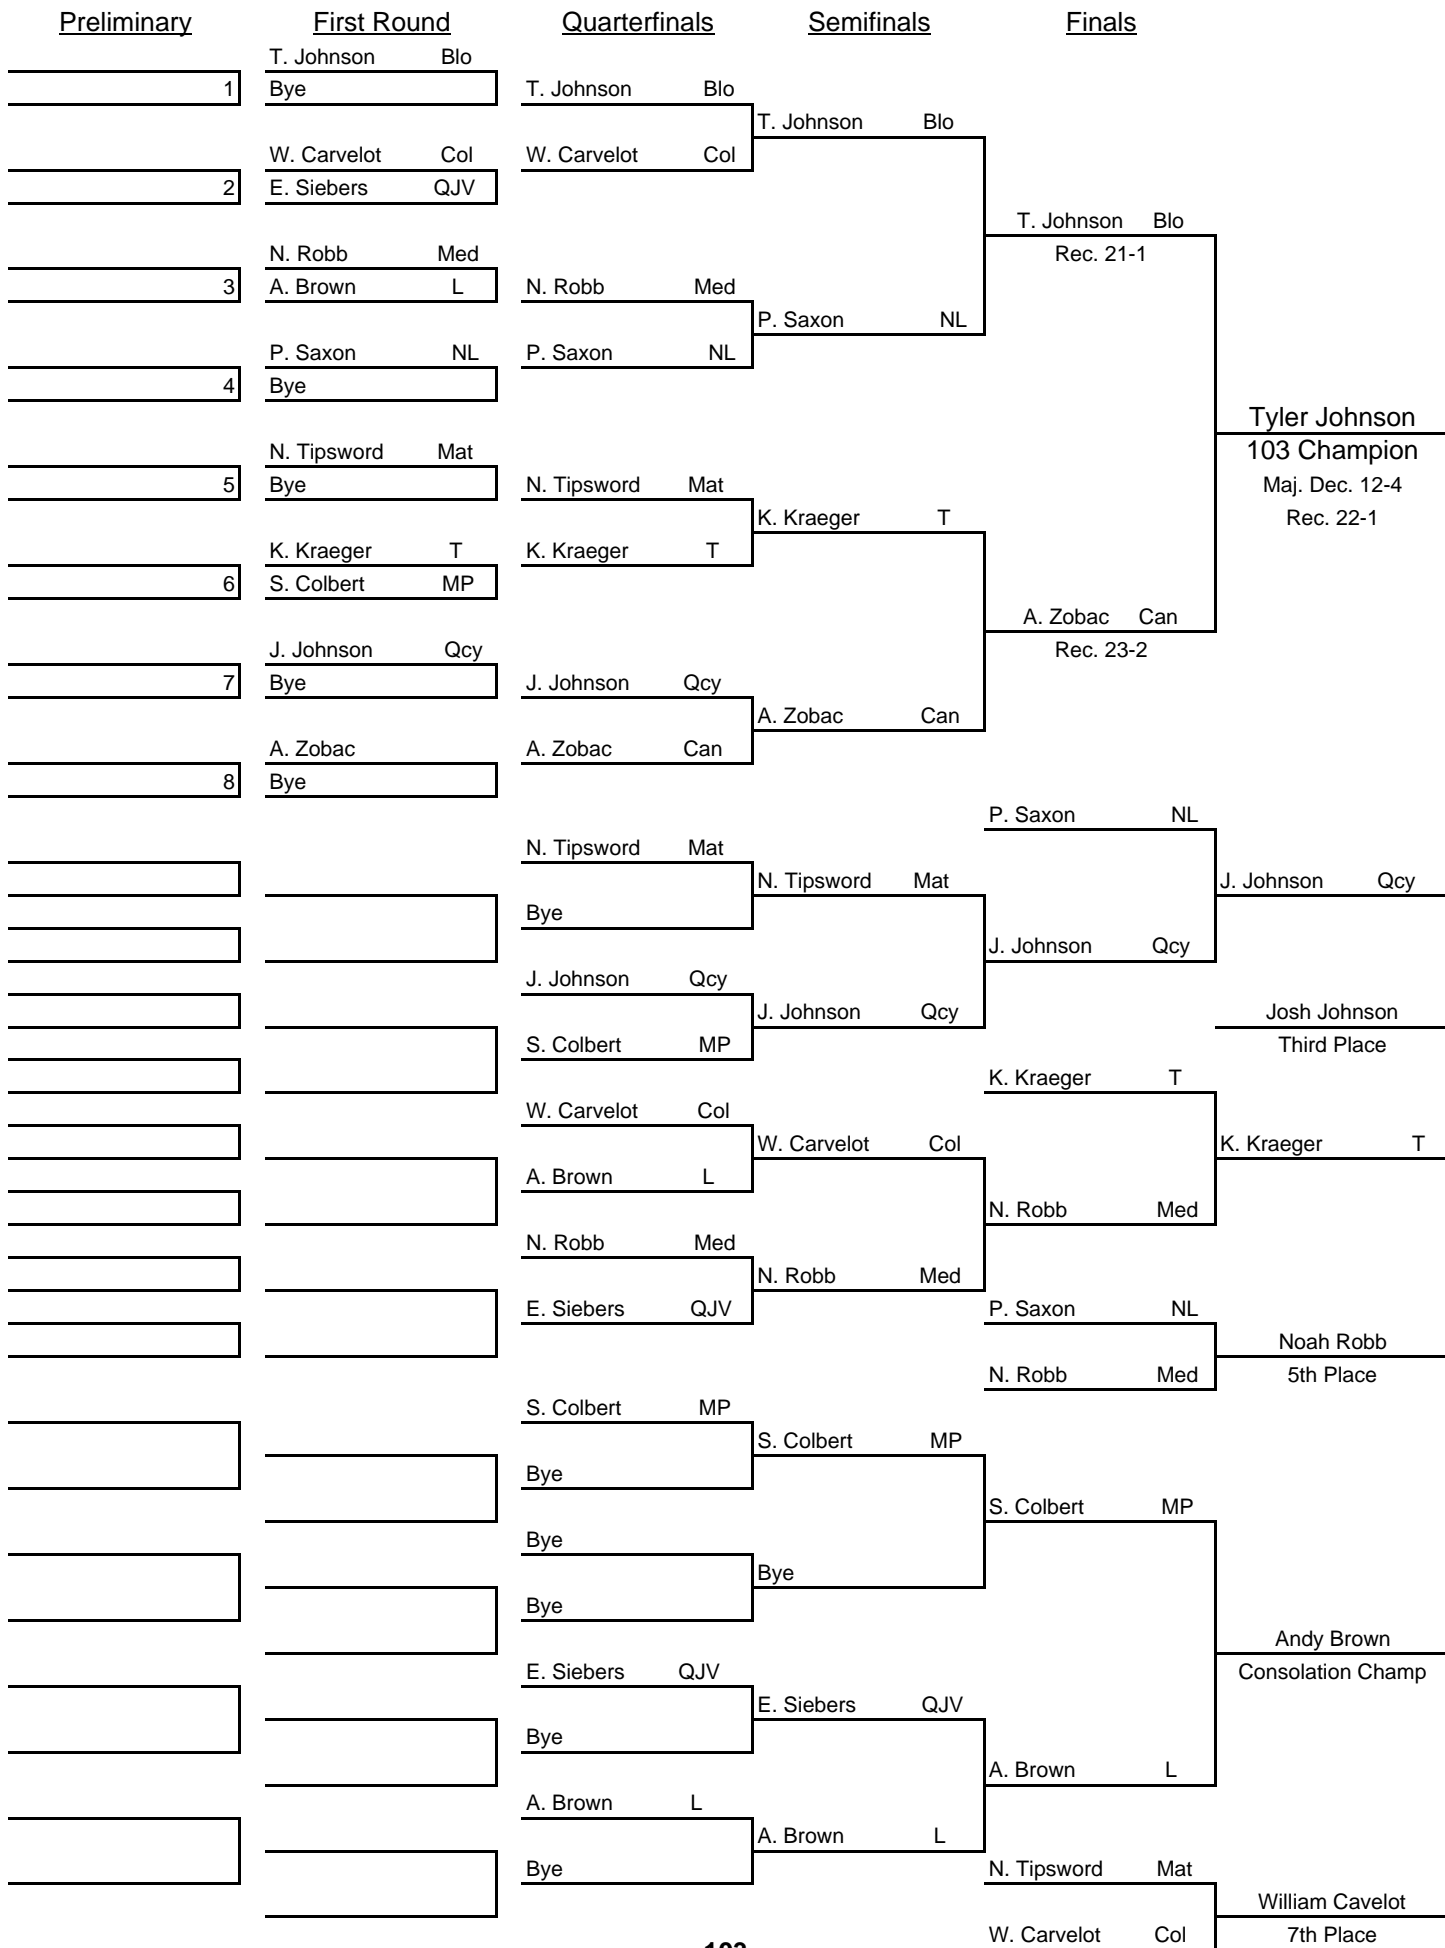 Preliminary First Round Quarterfinals Semifinals Finals
T. Johnson Blo
1 Bye T. Johnson Blo
T. Johnson Blo
W. Carvelot Col W. Carvelot Col
2 E. Siebers QJV
T. Johnson Blo
N. Robb Med Rec. 21-1
3 A. Brown L N. Robb Med
P. Saxon NL
P. Saxon NL P. Saxon NL
4 Bye
Tyler Johnson
N. Tipsword Mat 103 Champion
5 Bye N. Tipsword Mat Maj. Dec. 12-4
K. Kraeger T Rec. 22-1
K. Kraeger T K. Kraeger T
6 S. Colbert MP
A. Zobac Can
J. Johnson Qcy Rec. 23-2
7 Bye J. Johnson Qcy
A. Zobac Can
A. Zobac A. Zobac Can
8 Bye
P. Saxon NL
N. Tipsword Mat
N. Tipsword Mat J. Johnson Qcy
Bye
J. Johnson Qcy
J. Johnson Qcy
J. Johnson Qcy Josh Johnson
S. Colbert MP Third Place
K. Kraeger T
W. Carvelot Col
W. Carvelot Col K. Kraeger T
A. Brown L
N. Robb Med
N. Robb Med
N. Robb Med
E. Siebers QJV P. Saxon NL
Noah Robb
N. Robb Med 5th Place
S. Colbert MP
S. Colbert MP
Bye
S. Colbert MP
Bye
Bye
Bye
Andy Brown
E. Siebers QJV Consolation Champ
E. Siebers QJV
Bye
A. Brown L
A. Brown L
A. Brown L
Bye N. Tipsword Mat
William Cavelot
W. Carvelot Col 7th Place
103